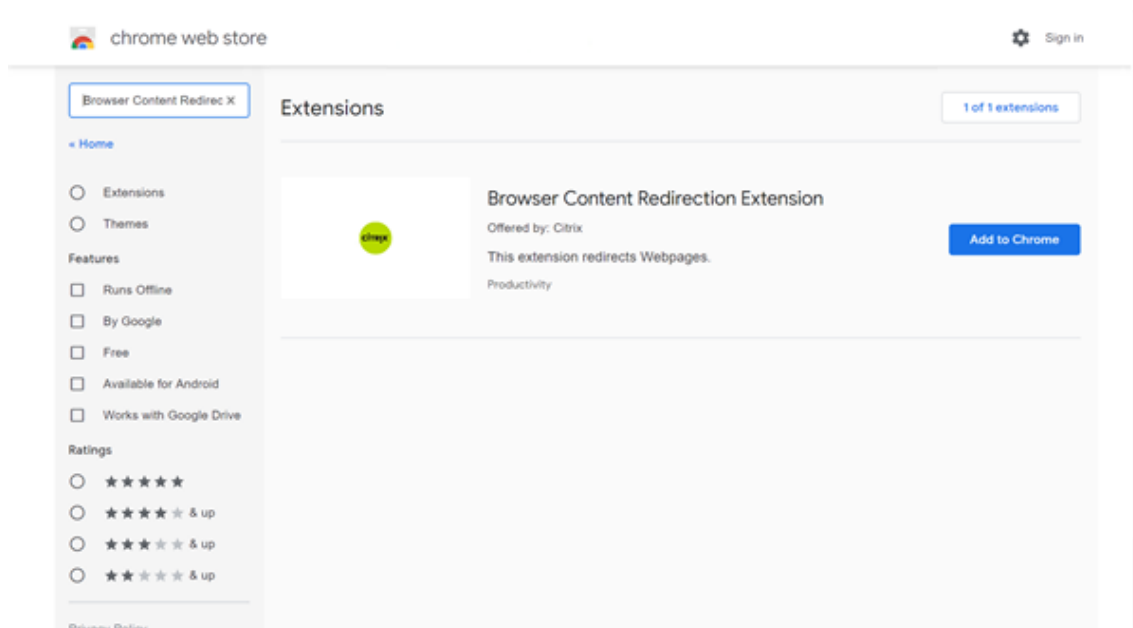 chrome web store
Sign in
Browser Content Redirec X
Extensions
1 of 1 extensions
« Home
Extensions
Themes
Features
Runs Offline
By Google
Free
Available for Android
Works with Google Drive
Ratings
& up
& up
& up
citrix
Browser Content Redirection Extension
Offered by: Citrix
This extension redirects Webpages.
Productivity
Add to Chrome
Privacy Policy